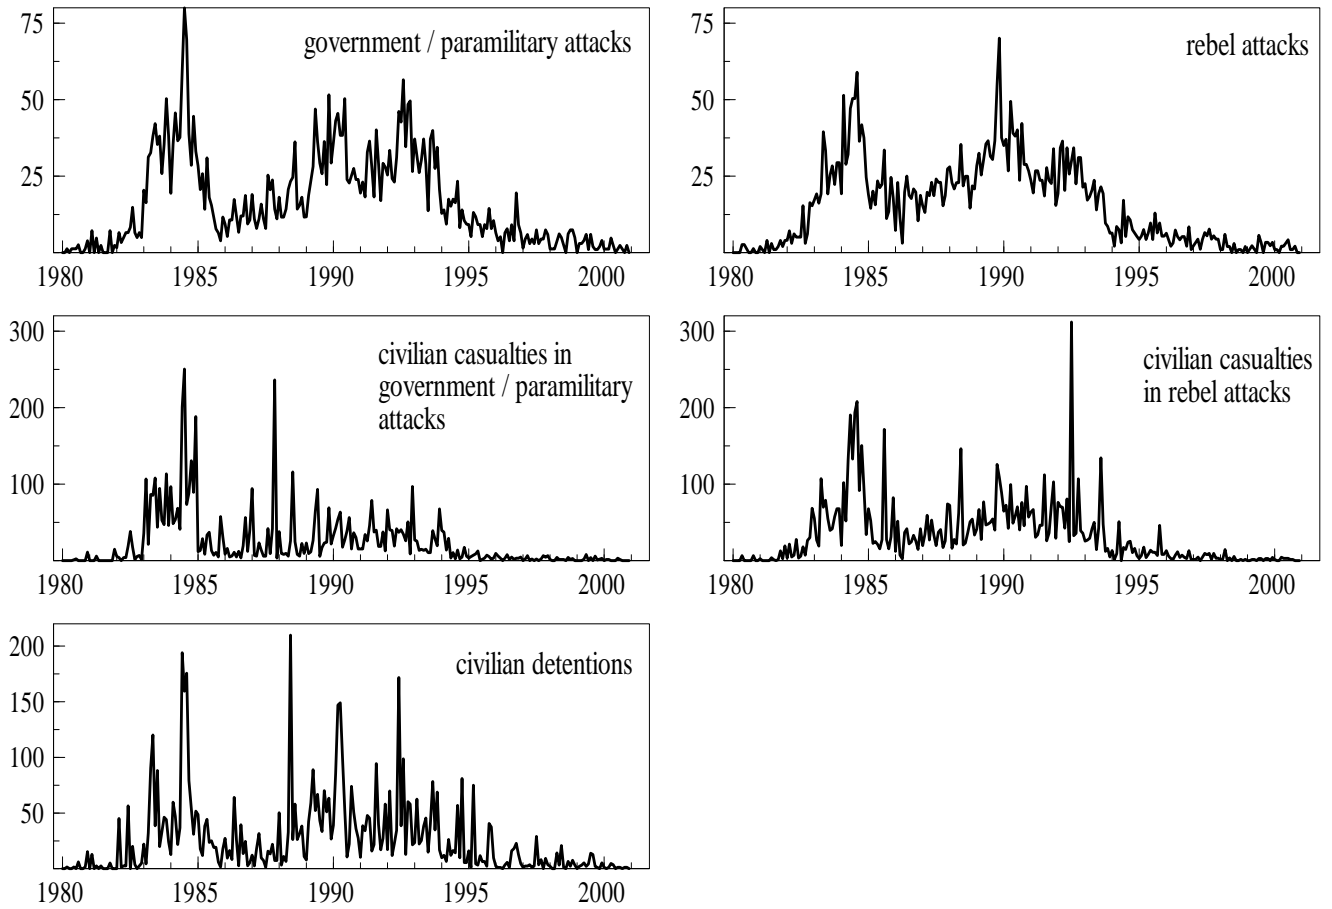 75
50
25
government / paramilitary attacks
1980 1985 1990 1995 2000
75
50
25
rebel attacks
1980 1985 1990 1995 2000
300
200
100
civilian casualties in
government / paramilitary
attacks
1980 1985 1990 1995 2000
300
200
100
civilian casualties
in rebel attacks
1980 1985 1990 1995 2000
200
150
100
50
civilian detentions
1980 1985 1990 1995 2000